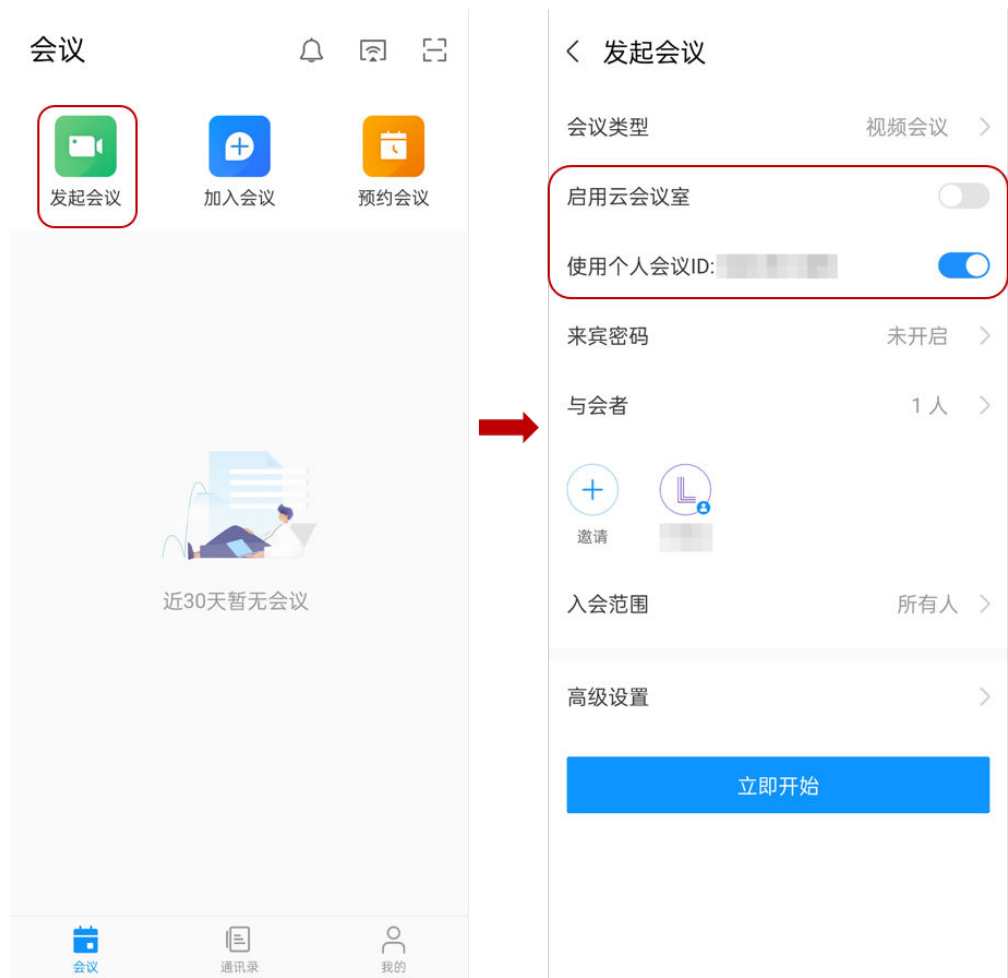 会议
发起会议
加入会议
预约会议
近30天暂无会议
会议
通讯录
我的
发起会议
会议类型
视频会议
启用云会议室
使用个人会议ID:
来宾密码
未开启
与会者
1 人
邀请
入会范围
所有人
高级设置
立即开始